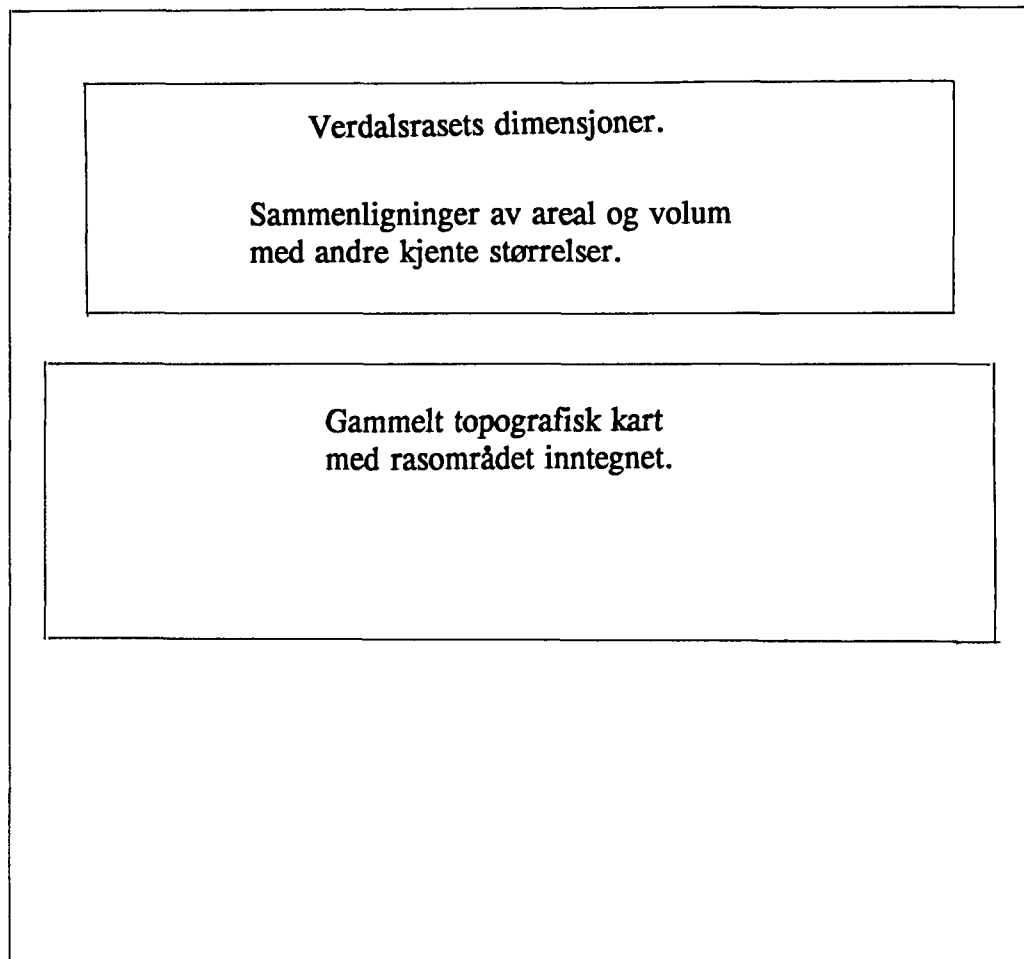 Verdalsrasets dimensjoner.
Sammenligninger av areal og volum
med andre kjente størrelser.
Gammelt topografisk kart
med rasområdet inntegnet.